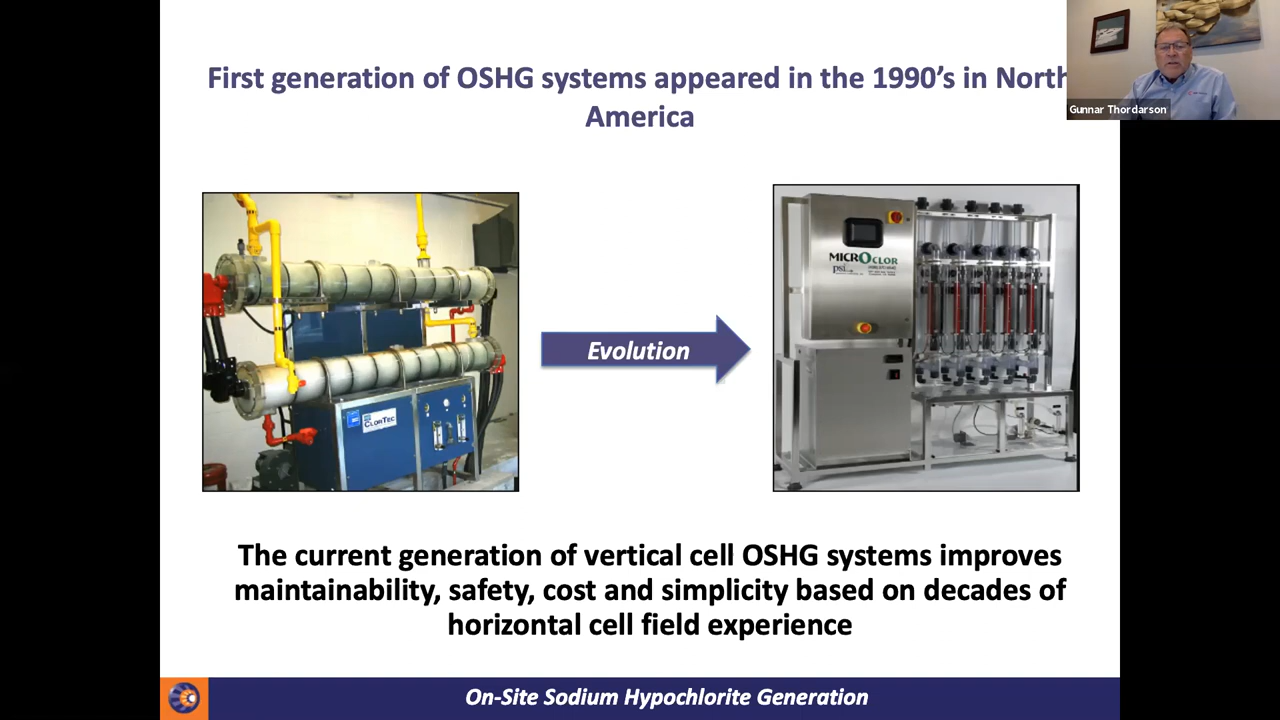 First generation of OSHG systems appeared in the 1990's in North
America
Gunnar Thordarson
CLORTEC
MICROCLOR
psi
Evolution
The current generation of vertical cell OSHG systems improves
maintainability, safety, cost and simplicity based on decades of
horizontal cell field experience
On-Site Sodium Hypochlorite Generation